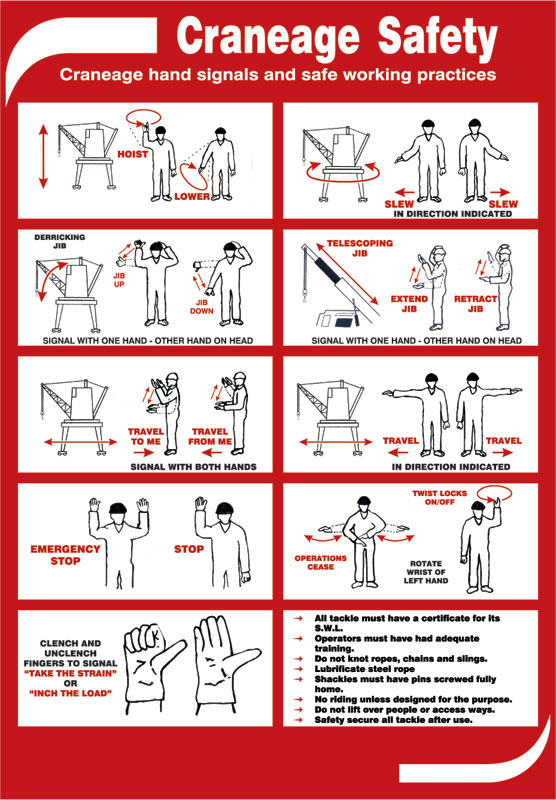 Craneage Safety
Craneage hand signals and safe working practices
HOIST
LOWER
SLEW
SLEW
IN DIRECTION INDICATED
DERRICKING
JIB
JIB
UP
JIB
DOWN
SIGNAL WITH ONE HAND - OTHER HAND ON HEAD
TELESCOPING
JIB
EXTEND
JIB
RETRACT
JIB
SIGNAL WITH ONE HAND - OTHER HAND ON HEAD
TRAVEL
TO ME
TRAVEL
FROM ME
SIGNAL WITH BOTH HANDS
TRAVEL
TRAVEL
IN DIRECTION INDICATED
EMERGENCY
STOP
STOP
OPERATIONS
CEASE
TWIST LOCKS
ON/OFF
ROTATE
WRIST OF
LEFT HAND
CLENCH AND
UNCLENCH
FINGERS TO SIGNAL
“TAKE THE STRAIN”
OR
“INCH THE LOAD”
→ All tackle must have a certificate for its
S.W.L.
→ Operators must have had adequate
training.
→ Do not knot ropes, chains and slings.
→ Lubrificate steel rope
→ Shackles must have pins screwed fully
home.
→ No riding unless designed for the purpose.
→ Do not lift over people or access ways.
→ Safety secure all tackle after use.